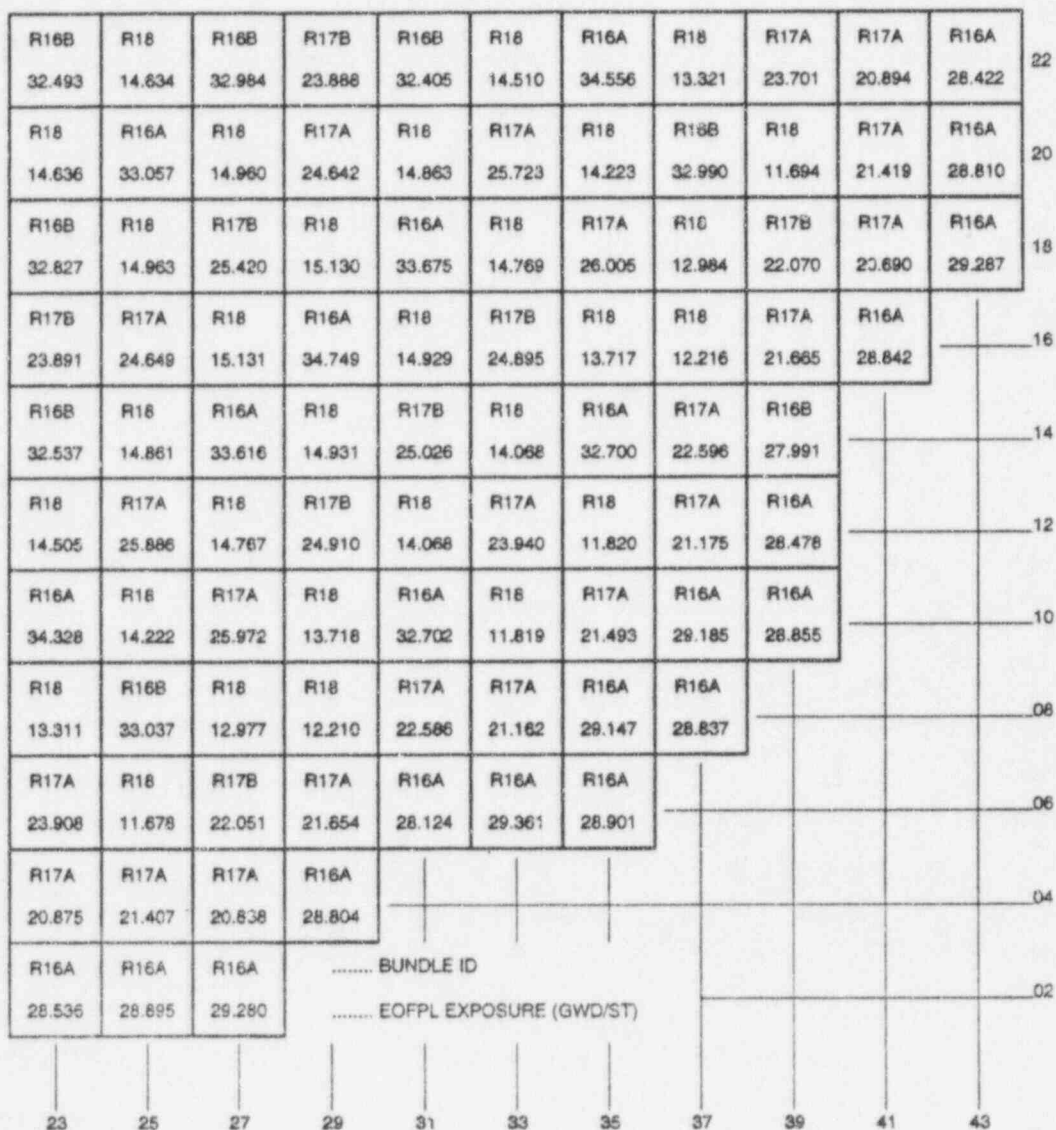 R16B R18 R16B R17B R16B R18 R16A R18 R17A R17A R16A
32.493 14.634 32.984 23.888 32.405 14.510 34.556 13.321 23.701 20.894 28.422 22
R18 R16A R18 R17A R18 R17A R18 R16B R18 R17A R16A
14.636 33.057 14.960 24.642 14.863 25.723 14.223 32.990 11.694 21.419 28.810 20
R16B R18 R17B R18 R16A R18 R17A R18 R17B R17A R16A
32.827 14.963 25.420 15.130 33.675 14.769 26.005 12.984 22.070 20.690 29.287 18
R17B R17A R18 R16A R18 R17B R18 R18 R17A R16A
23.891 24.649 15.131 34.749 14.929 24.895 13.717 12.216 21.665 28.842 16
R16B R18 R16A R18 R17B R18 R16A R17A R16B
32.537 14.861 33.616 14.931 25.026 14.068 32.700 22.596 27.991 14
R18 R17A R18 R17B R18 R17A R18 R17A R16A
14.505 25.886 14.767 24.910 14.068 23.940 11.820 21.175 28.478 12
R16A R18 R17A R18 R16A R18 R17A R16A R16A
34.328 14.222 25.972 13.718 32.702 11.819 21.493 29.185 28.855 10
R18 R16B R18 R18 R17A R17A R16A R16A
13.311 33.037 12.977 12.210 22.586 21.162 29.147 28.837 08
R17A R18 R17B R17A R16A R16A R16A
23.908 11.678 22.051 21.654 28.124 29.361 28.901 06
R17A R17A R17A R16A
20.875 21.407 20.838 28.804 04
R16A R16A R16A ....... BUNDLE ID
28.536 28.895 29.280 ....... EOFPL EXPOSURE (GWD/ST) 02
23 25 27 29 31 33 35 37 39 41 43